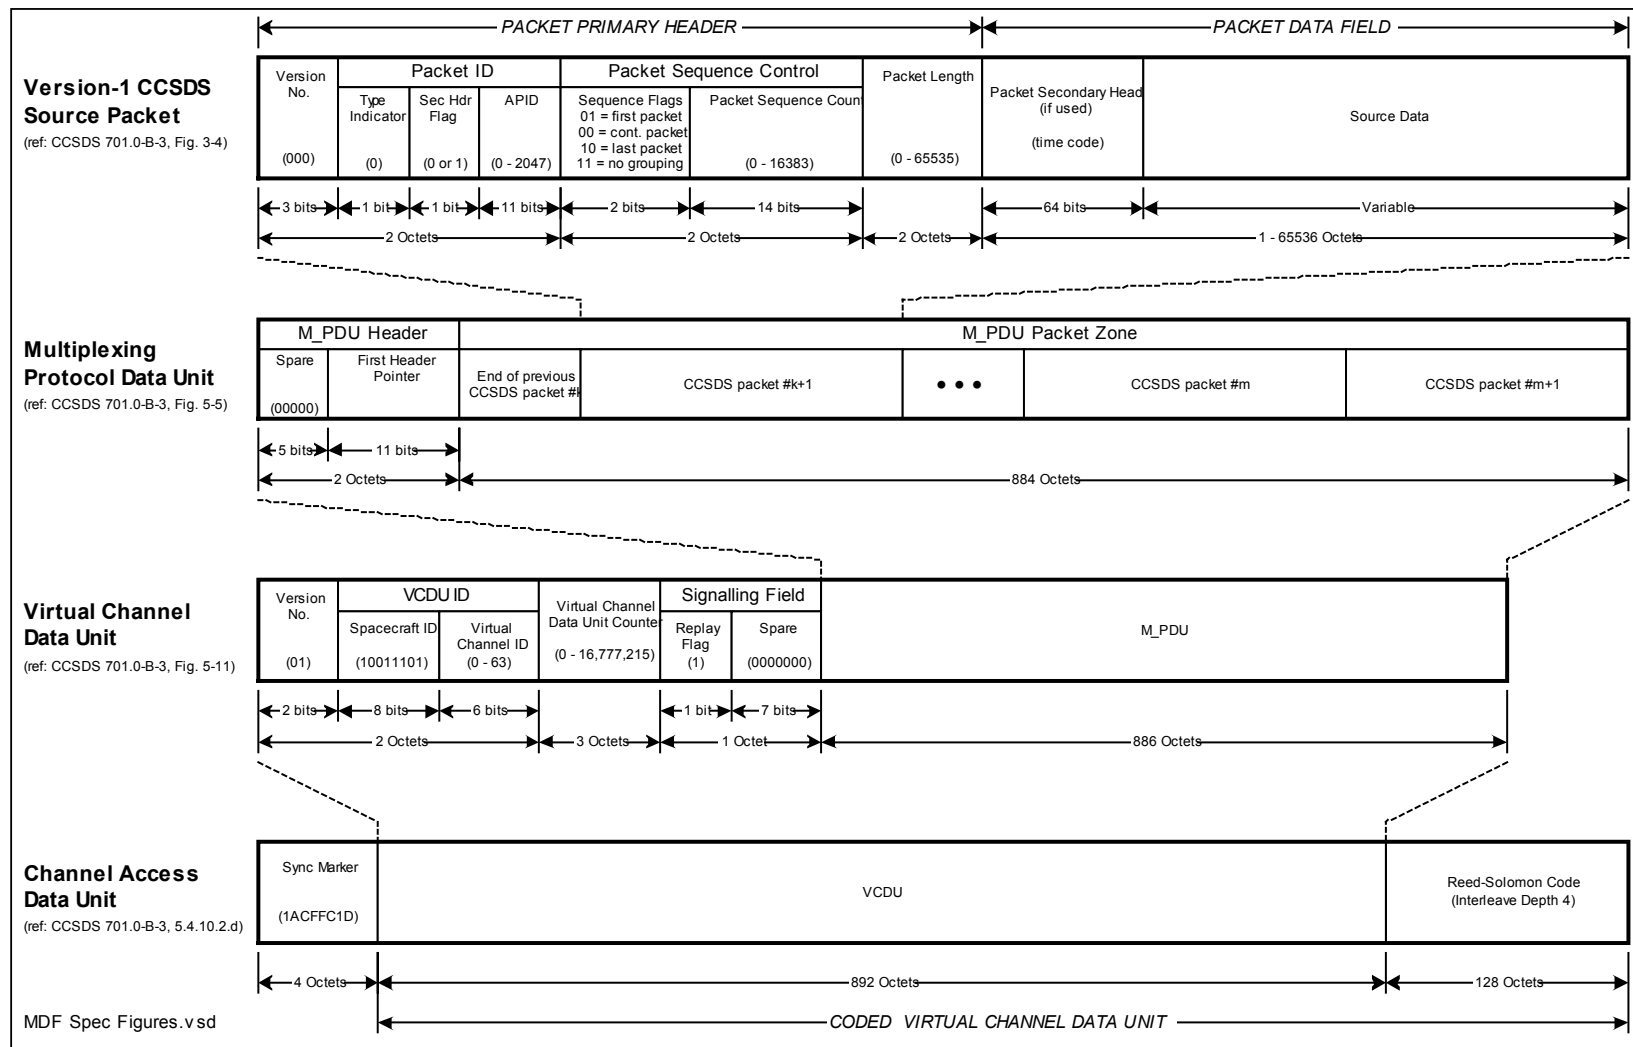 PACKET PRIMARY HEADER
PACKET DATA FIELD
Version-1 CCSDS
Source Packet
(ref: CCSDS 701.0-B-3, Fig. 3-4)
Version
No.
(000)
Packet ID
Type
Indicator
(0)
Sec Hdr
Flag
(0 or 1)
APID
(0 - 2047)
Packet Sequence Control
Sequence Flags
01 = first packet
00 = cont. packet
10 = last packet
11 = no grouping
Packet Sequence Coun
(0 - 16383)
Packet Length
(0 - 65535)
Packet Secondary Head
(if used)
(time code)
Source Data
3 bits
1 bit
1 bit
11 bits
2 bits
14 bits
64 bits
Variable
2 Octets
2 Octets
2 Octets
1 - 65536 Octets
Multiplexing
Protocol Data Unit
(ref: CCSDS 701.0-B-3, Fig. 5-5)
M_PDU Header
M_PDU Packet Zone
Spare
(00000)
First Header
Pointer
End of previous
CCSDS packet #k
CCSDS packet #k+1
• • •
CCSDS packet #m
CCSDS packet #m+1
5 bits
11 bits
2 Octets
884 Octets
Virtual Channel
Data Unit
(ref: CCSDS 701.0-B-3, Fig. 5-11)
Version
No.
(01)
VCDU ID
Spacecraft ID
(10011101)
Virtual
Channel ID
(0 - 63)
Virtual Channel
Data Unit Counter
(0 - 16,777,215)
Signalling Field
Replay
Flag
(1)
Spare
(0000000)
M_PDU
2 bits
8 bits
6 bits
1 bit
7 bits
2 Octets
3 Octets
1 Octet
886 Octets
Channel Access
Data Unit
(ref: CCSDS 701.0-B-3, 5.4.10.2.d)
Sync Marker
(1ACFFC1D)
VCDU
Reed-Solomon Code
(Interleave Depth 4)
4 Octets
892 Octets
128 Octets
MDF Spec Figures.vsd
CODED VIRTUAL CHANNEL DATA UNIT